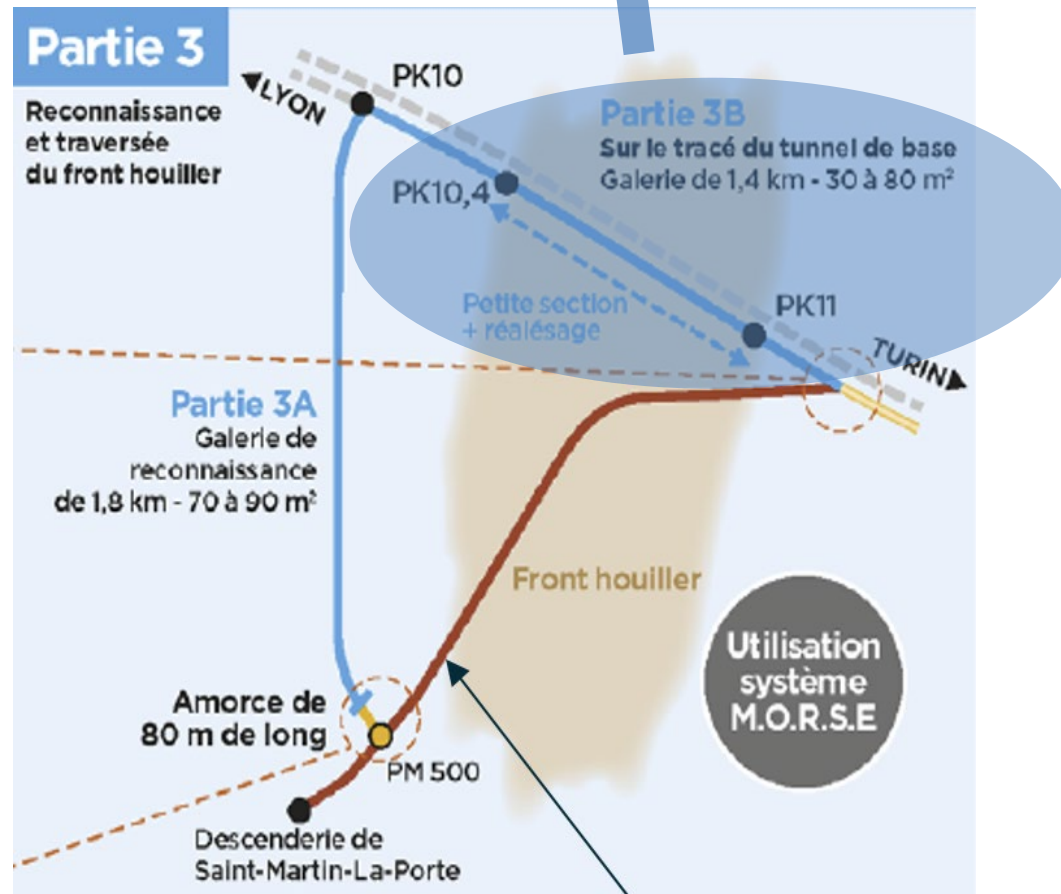 Partie 3
Reconnaissance
et traversée
du front houiller
LYON
PK10
Partie 3B
Sur le tracé du tunnel de base
Galerie de 1,4 km - 30 à 80 m²
PK10,4
Petite section
+ réalésage
PK11
TURIN
Partie 3A
Galerie de
reconnaissance
de 1,8 km - 70 à 90 m²
Front houiller
Utilisation
système
M.O.R.S.E
Amorce de
80 m de long
PM 500
Descenderie de
Saint-Martin-La-Porte